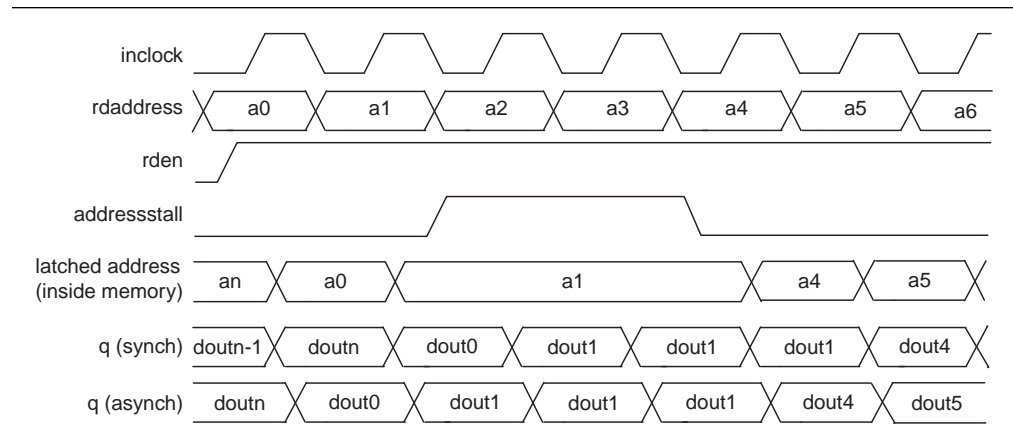 inclock
rdaddress a0 a1 a2 a3 a4 a5 a6
rden
addressstall
latched address
(inside memory) an a0 a1 a4 a5
q (synch) doutn-1 doutn dout0 dout1 dout1 dout1 dout4
q (asynch) doutn dout0 dout1 dout1 dout1 dout4 dout5